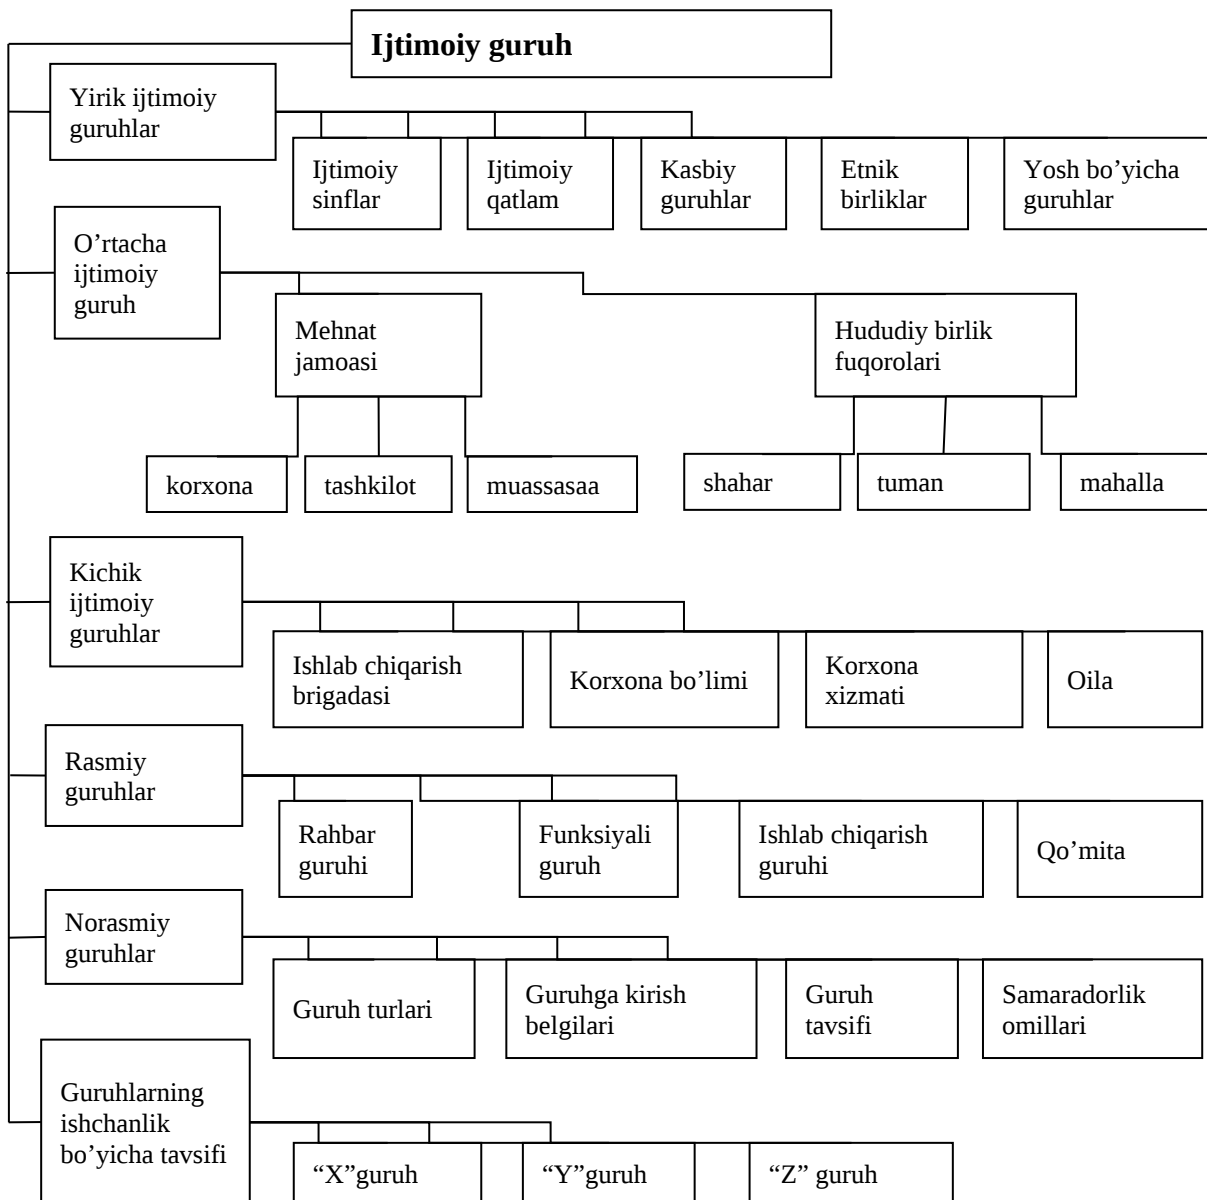 Ijtimoiy guruh
Yirik ijtimoiy
guruhlar
Ijtimoiy
sinflar
Ijtimoiy
qatlam
Kasbiy
guruhlar
Etnik
birliklar
Yosh bo’yicha
guruhlar
O’rtacha
ijtimoiy
guruh
Mehnat
jamoasi
Hududiy birlik
fuqorolari
korxona
tashkilot
muassasaa
shahar
tuman
mahalla
Kichik
ijtimoiy
guruhlar
Ishlab chiqarish
brigadasi
Korxona bo’limi
Korxona
xizmati
Oila
Rasmiy
guruhlar
Rahbar
guruhi
Funksiyali
guruh
Ishlab chiqarish
guruhi
Qo’mita
Norasmiy
guruhlar
Guruh turlari
Guruhga kirish
belgilari
Guruh
tavsifi
Samaradorlik
omillari
Guruhlarning
ishchanlik
bo’yicha tavsifi
“X”guruh
“Y”guruh
“Z” guruh